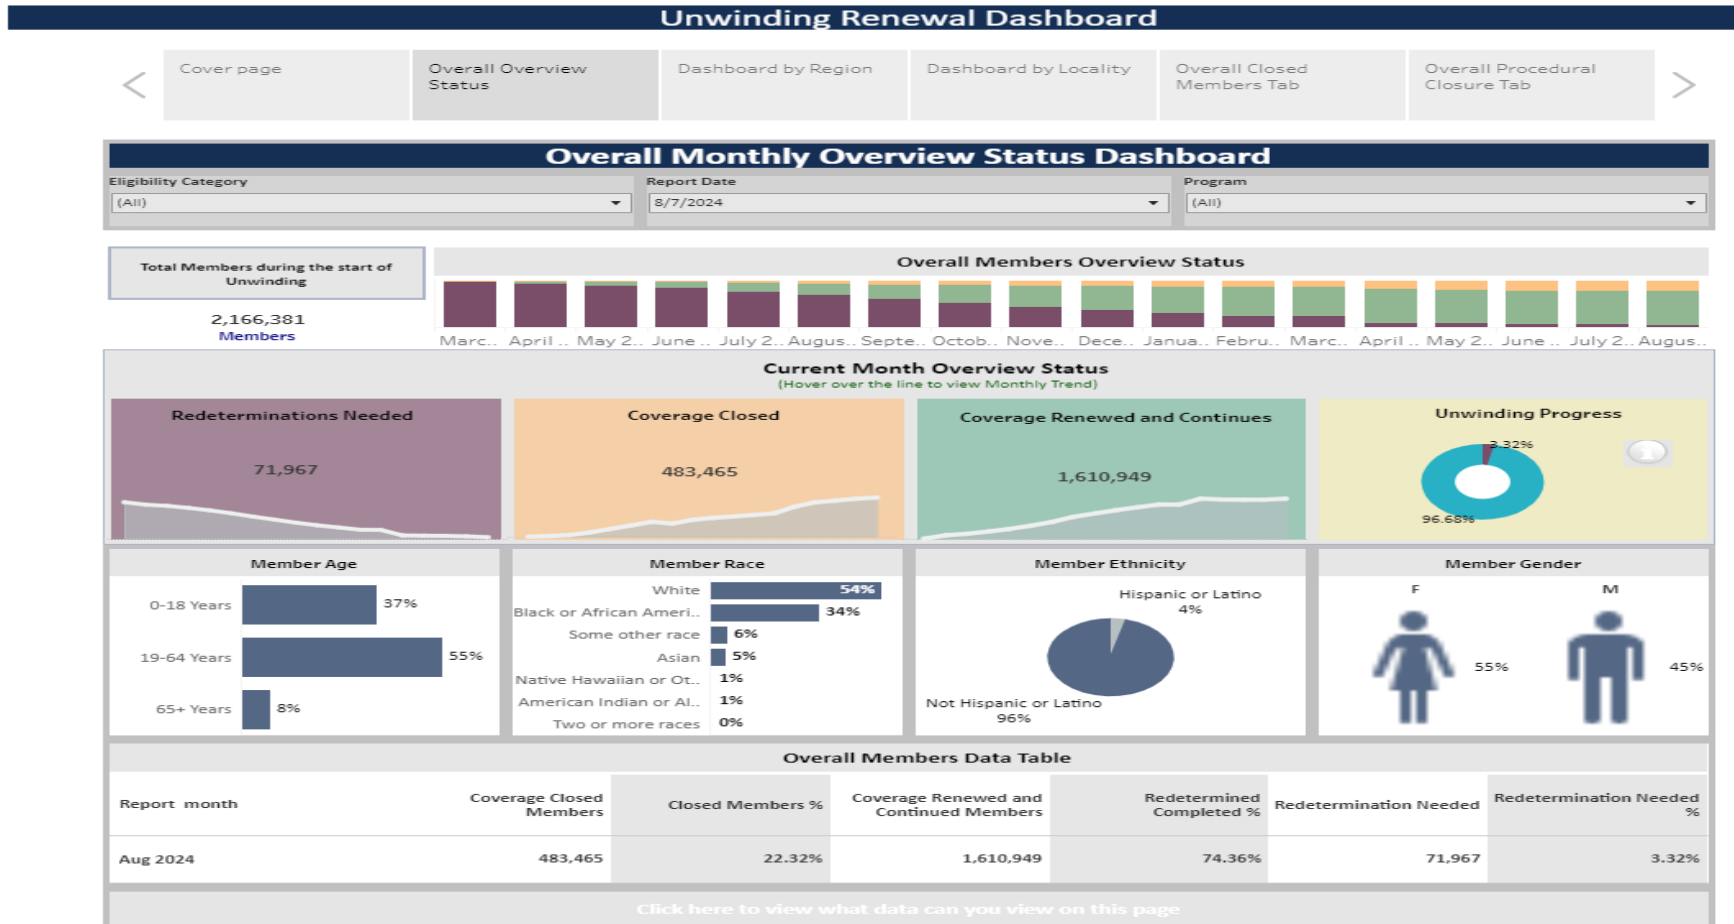 Unwinding Renewal Dashboard
Cover page
Overall Overview
Status
Dashboard by Region
Dashboard by Locality
Overall Closed
Members Tab
Overall Procedural
Closure Tab
Overall Monthly Overview Status Dashboard
Eligibility Category
Report Date
Program
(All)
8/7/2024
(All)
Total Members during the start of
Unwinding
2,166,381
Members
Overall Members Overview Status
Marc.. April .. May 2.. June .. July 2.. Augus.. Septe.. Octob.. Nove.. Dece.. Janua.. Febru.. Marc.. April .. May 2.. June .. July 2.. Augus..
Current Month Overview Status
(Hover over the line to view Monthly Trend)
Redeterminations Needed
71,967
Coverage Closed
483,465
Coverage Renewed and Continues
1,610,949
Unwinding Progress
3.32%
96.68%
Member Age
0-18 Years 37%
19-64 Years 55%
65+ Years 8%
Member Race
White 54%
Black or African Ameri.. 34%
Some other race 6%
Asian 5%
Native Hawaiian or Ot.. 1%
American Indian or Al.. 1%
Two or more races 0%
Member Ethnicity
Hispanic or Latino
4%
Not Hispanic or Latino
96%
Member Gender
F
M
55%
45%
Overall Members Data Table
Report month
Coverage Closed
Members
Closed Members %
Coverage Renewed and
Continued Members
Redetermined
Completed %
Redetermination Needed
Redetermination Needed
%
Aug 2024 483,465 22.32% 1,610,949 74.36% 71,967 3.32%
Click here to view what data can you view on this page